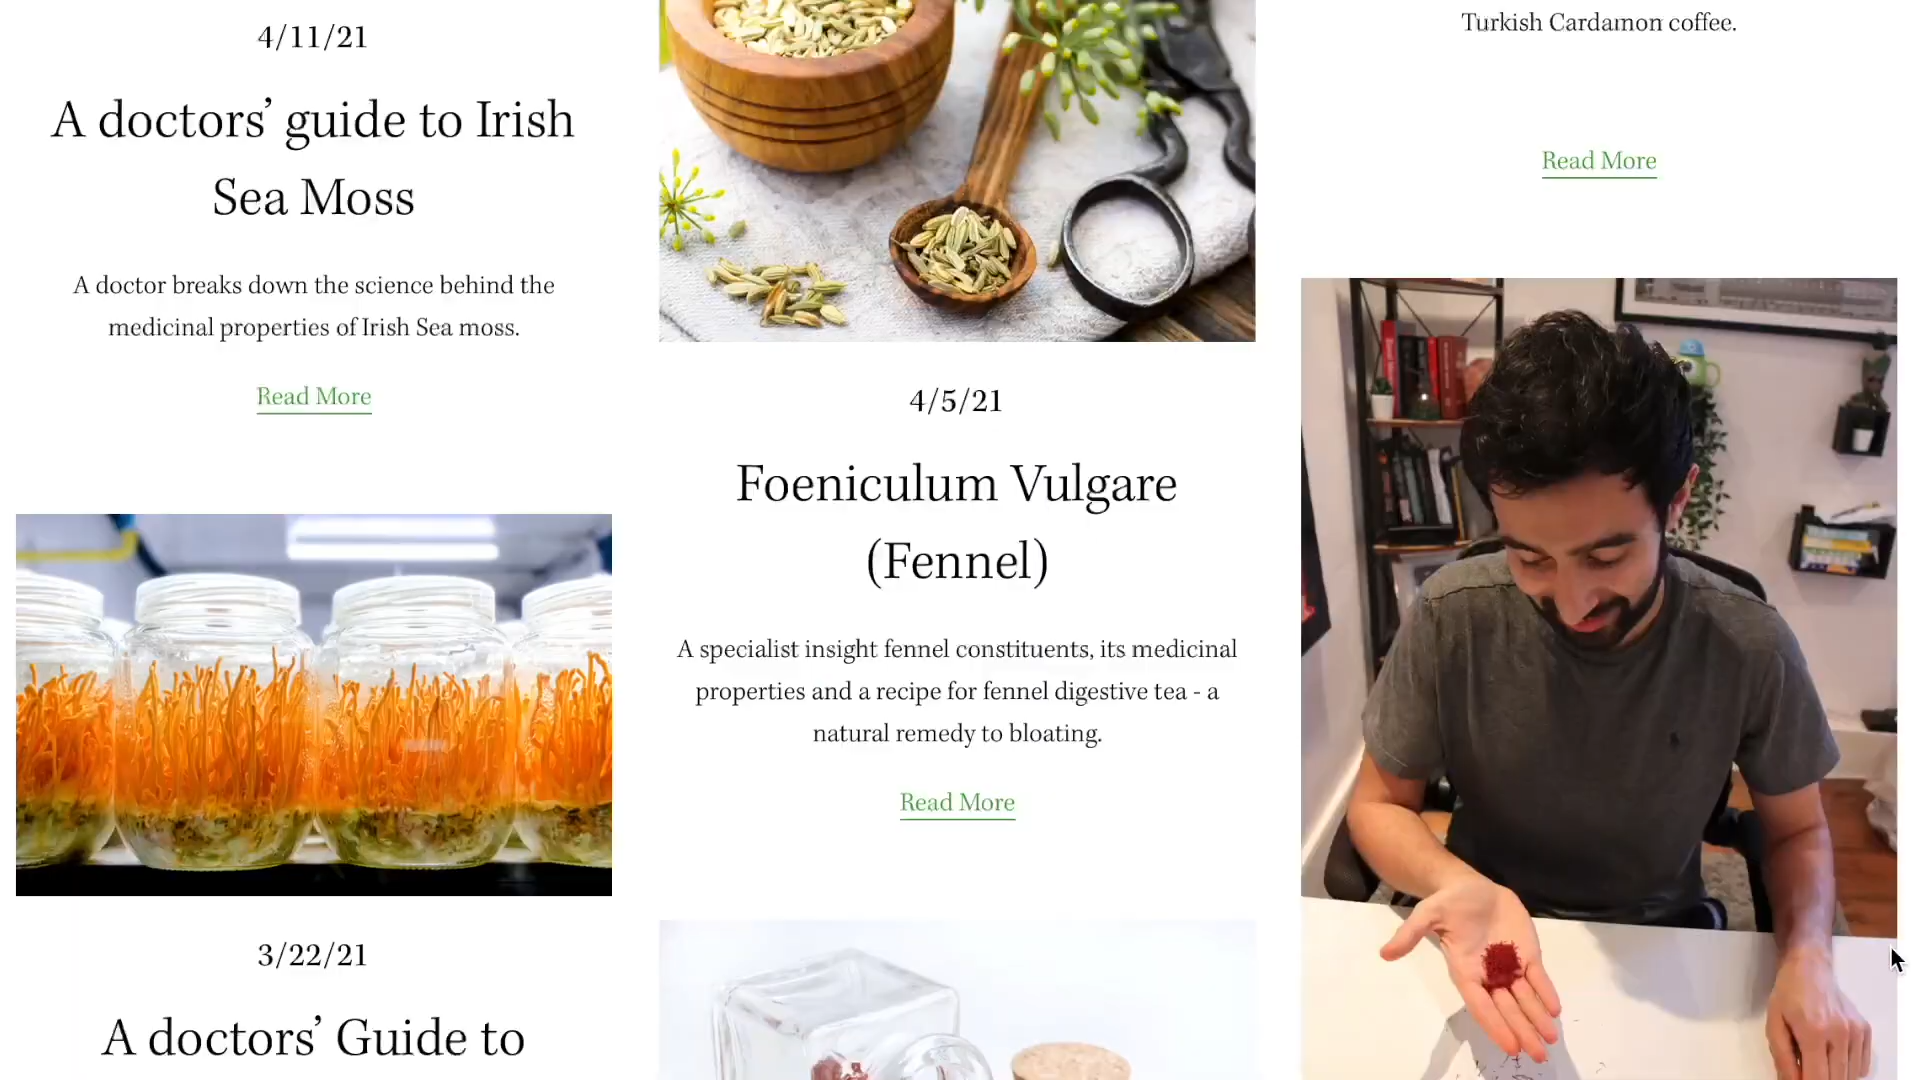 4/11/21
A doctors’ guide to Irish
Sea Moss
A doctor breaks down the science behind the
medicinal properties of Irish Sea moss.
Read More
3/22/21
A doctors’ Guide to
4/5/21
Foeniculum Vulgare
(Fennel)
A specialist insight fennel constituents, its medicinal
properties and a recipe for fennel digestive tea - a
natural remedy to bloating.
Read More
Turkish Cardamon coffee.
Read More